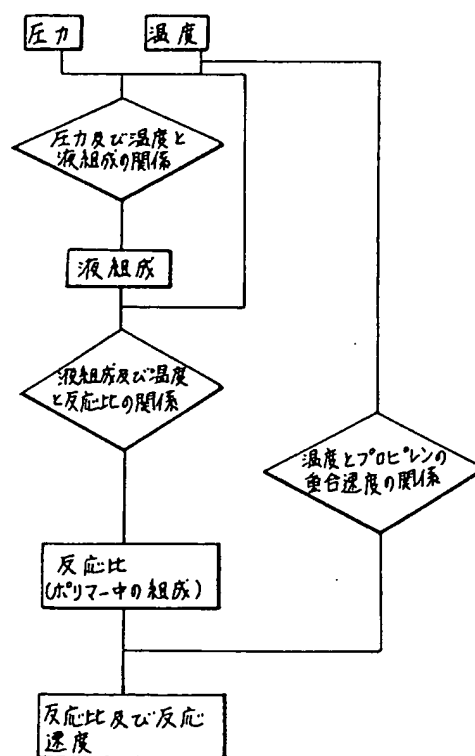 圧力
温度
圧力及び温度と
液組成の関係
液組成
液組成及び温度
と反応比の関係
温度とプロピレンの
重合速度の関係
反応比
(ポリマー中の組成)
反応比及び反応
速度